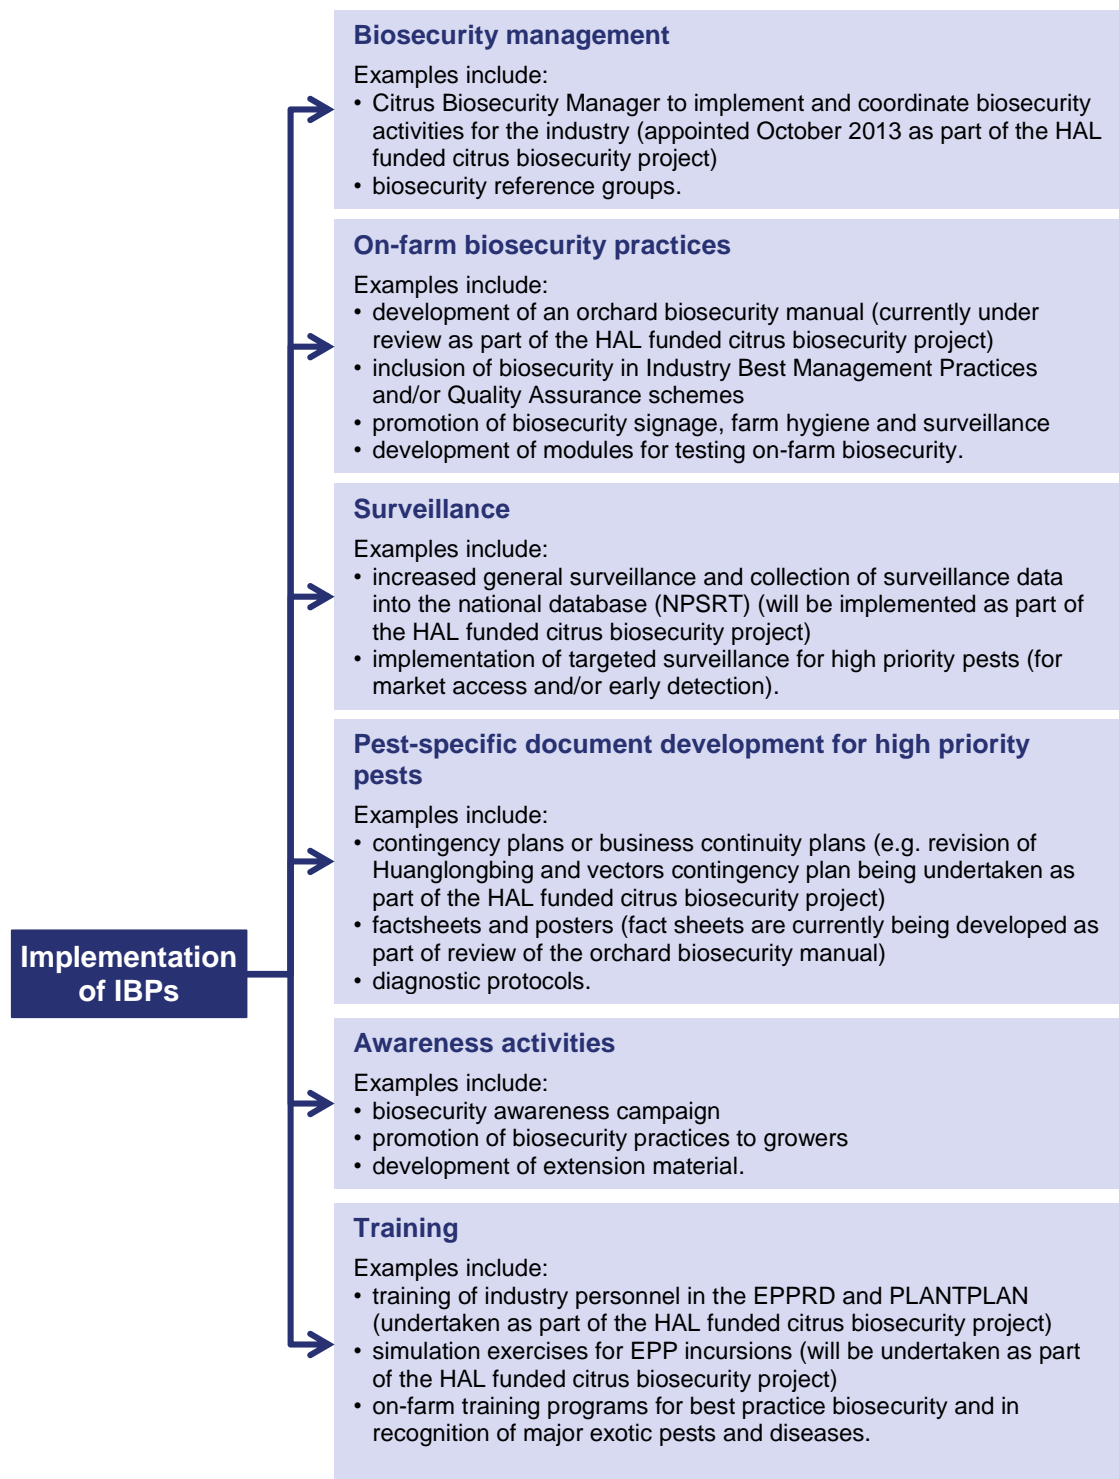 Biosecurity management
Examples include:
• Citrus Biosecurity Manager to implement and coordinate biosecurity
activities for the industry (appointed October 2013 as part of the HAL
funded citrus biosecurity project)
• biosecurity reference groups.
On-farm biosecurity practices
Examples include:
• development of an orchard biosecurity manual (currently under
review as part of the HAL funded citrus biosecurity project)
• inclusion of biosecurity in Industry Best Management Practices
and/or Quality Assurance schemes
• promotion of biosecurity signage, farm hygiene and surveillance
• development of modules for testing on-farm biosecurity.
Surveillance
Examples include:
• increased general surveillance and collection of surveillance data
into the national database (NPSRT) (will be implemented as part of
the HAL funded citrus biosecurity project)
• implementation of targeted surveillance for high priority pests (for
market access and/or early detection).
Pest-specific document development for high priority
pests
Examples include:
• contingency plans or business continuity plans (e.g. revision of
Huanglongbing and vectors contingency plan being undertaken as
part of the HAL funded citrus biosecurity project)
• factsheets and posters (fact sheets are currently being developed as
part of review of the orchard biosecurity manual)
• diagnostic protocols.
Implementation
of IBPs
Awareness activities
Examples include:
• biosecurity awareness campaign
• promotion of biosecurity practices to growers
• development of extension material.
Training
Examples include:
• training of industry personnel in the EPPRD and PLANTPLAN
(undertaken as part of the HAL funded citrus biosecurity project)
• simulation exercises for EPP incursions (will be undertaken as part
of the HAL funded citrus biosecurity project)
• on-farm training programs for best practice biosecurity and in
recognition of major exotic pests and diseases.